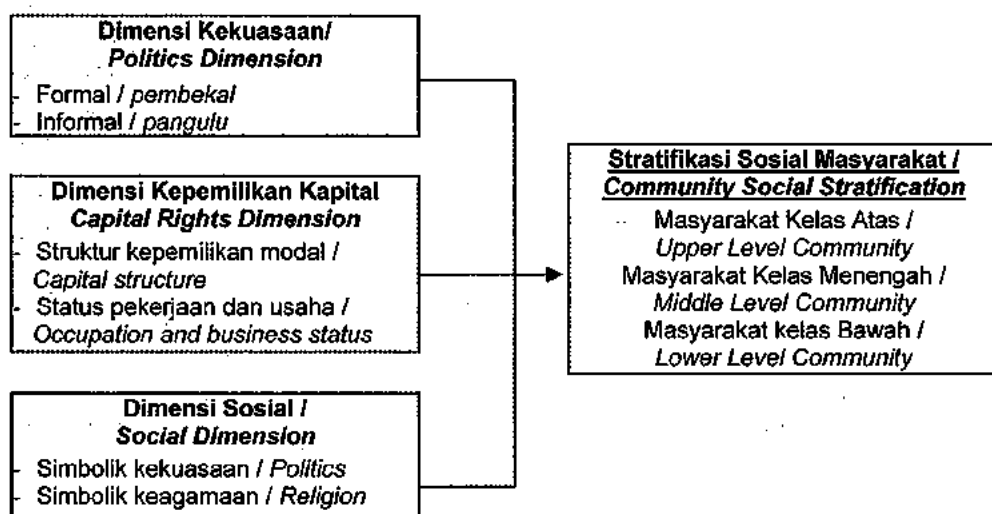 Dimensi Kekuasaan/
Politics Dimension
- Formal / pembekal
- Informal / pangulu
Dimensi Kepemilikan Kapital
Capital Rights Dimension
- Struktur kepemilikan modal /
Capital structure
- Status pekerjaan dan usaha /
Occupation and business status
Dimensi Sosial /
Social Dimension
- Simbolik kekuasaan / Politics
- Simbolik keagamaan / Religion
Stratifikasi Sosial Masyarakat /
Community Social Stratification
Masyarakat Kelas Atas /
Upper Level Community
Masyarakat Kelas Menengah /
Middle Level Community
Masyarakat kelas Bawah /
Lower Level Community